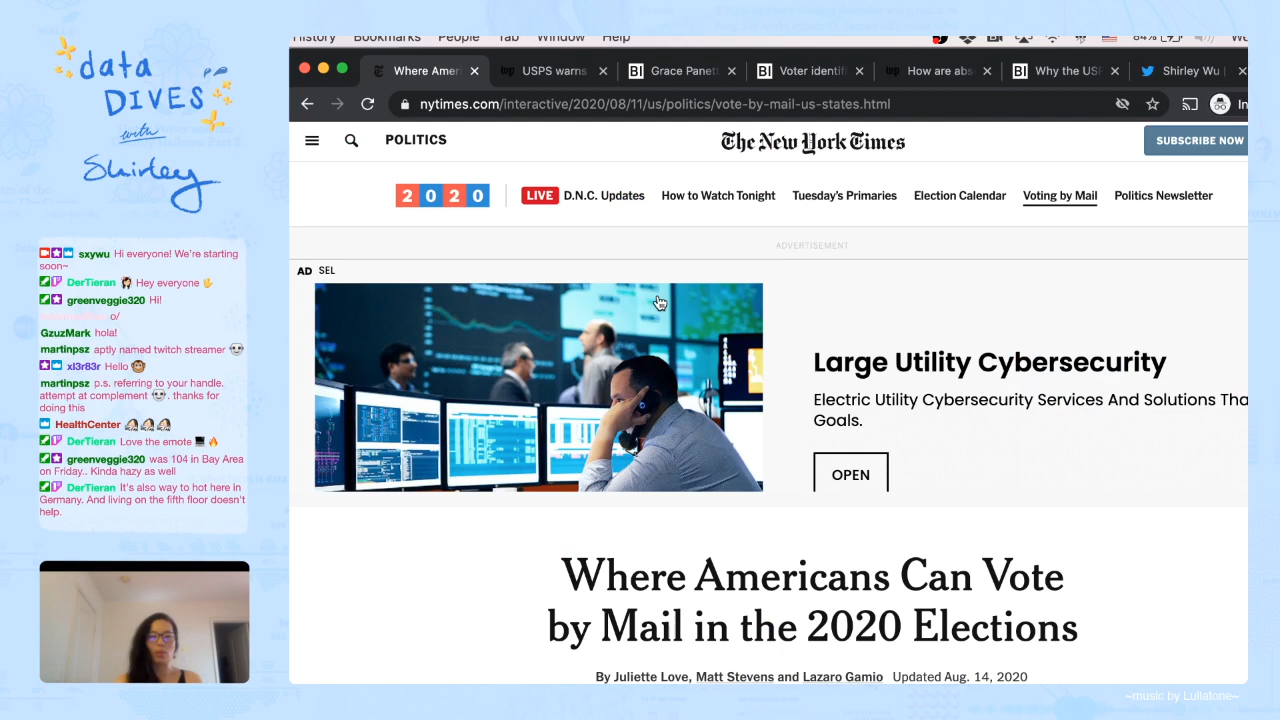 data
DIVES
with
Shirley
sxywu Hi everyone! We're starting
soon~
DerTieran Hey everyone
greenveggie320 Hi!
o/
GzuzMark hola!
martinpsz aptly named twitch streamer
xl3r83r Hello
martinpsz p.s. referring to your handle.
attempt at complement . thanks for
doing this
HealthCenter
DerTieran Love the emote
greenveggie320 was 104 in Bay Area
on Friday.. Kinda hazy as well
DerTieran It's also way to hot here in
Germany. And living on the fifth floor doesn't
help.
History Bookmarks People Tab Window Help 84%
Where Amer USPS warns BI Grace Panett BI Voter identifi How are abs BI Why the USP Shirley Wu |
nytimes.com/interactive/2020/08/11/us/politics/vote-by-mail-us-states.html In
POLITICS The New York Times SUBSCRIBE NOW
2020 LIVE D.N.C. Updates How to Watch Tonight Tuesday's Primaries Election Calendar Voting by Mail Politics Newsletter
ADVERTISEMENT
AD SEL
Large Utility Cybersecurity
Electric Utility Cybersecurity Services And Solutions Tha
Goals.
OPEN
Where Americans Can Vote
by Mail in the 2020 Elections
By Juliette Love, Matt Stevens and Lazaro Gamio Updated Aug. 14, 2020
~music by Lullatone~